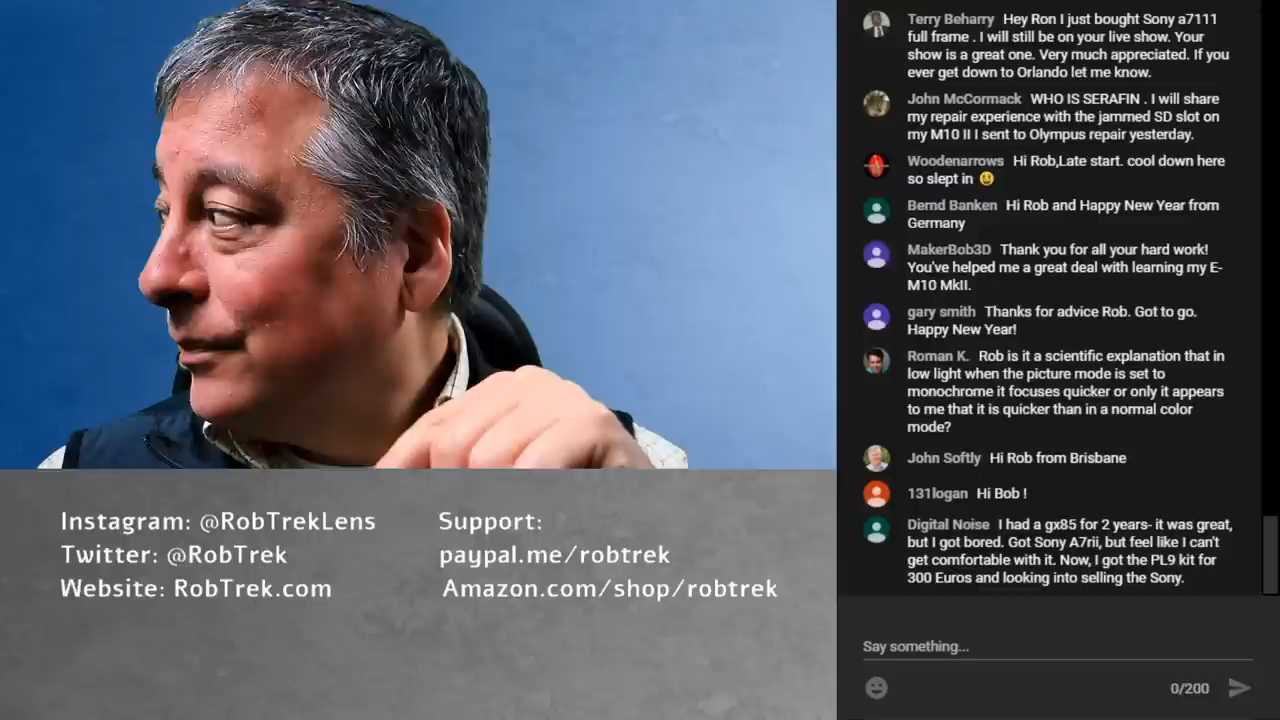 Instagram: @RobTrekLens
Twitter: @RobTrek
Website: RobTrek.com
Support:
paypal.me/robtrek
Amazon.com/shop/robtrek
Terry Beharry Hey Ron I just bought Sony a7111
full frame . I will still be on your live show. Your
show is a great one. Very much appreciated. If you
ever get down to Orlando let me know.
John McCormack WHO IS SERAFIN . I will share
my repair experience with the jammed SD slot on
my M10 II I sent to Olympus repair yesterday.
Woodenarrows Hi Rob,Late start. cool down here
so slept in 😃
Bernd Banken Hi Rob and Happy New Year from
Germany
MakerBob3D Thank you for all your hard work!
You've helped me a great deal with learning my E-
M10 MkII.
gary smith Thanks for advice Rob. Got to go.
Happy New Year!
Roman K. Rob is it a scientific explanation that in
low light when the picture mode is set to
monochrome it focuses quicker or only it appears
to me that it is quicker than in a normal color
mode?
John Softly Hi Rob from Brisbane
131logan Hi Bob !
Digital Noise I had a gx85 for 2 years- it was great,
but I got bored. Got Sony A7rii, but feel like I can't
get comfortable with it. Now, I got the PL9 kit for
300 Euros and looking into selling the Sony.
Say something...
0/200